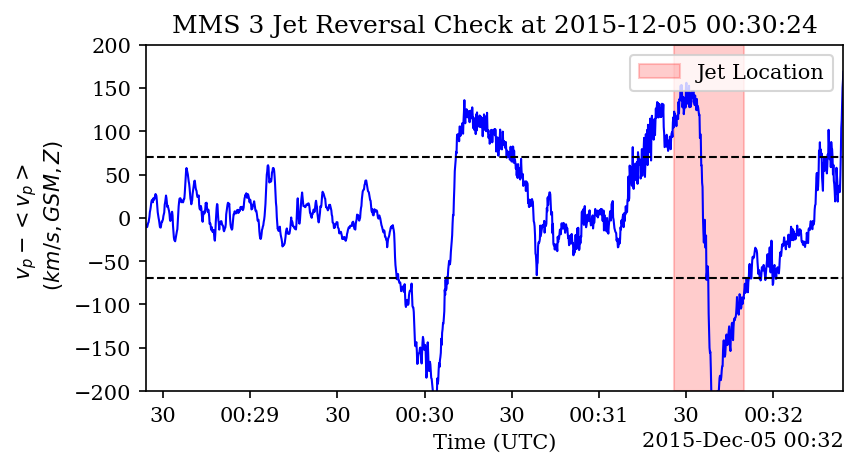 MMS 3 Jet Reversal Check at 2015-12-05 00:30:24
Jet Location
v_p − < v_p >
(km/s, GSM, Z)
200
150
100
50
0
−50
−100
−150
−200
30 00:29 30 00:30 30 00:31 30 00:32
Time (UTC)
2015-Dec-05 00:32